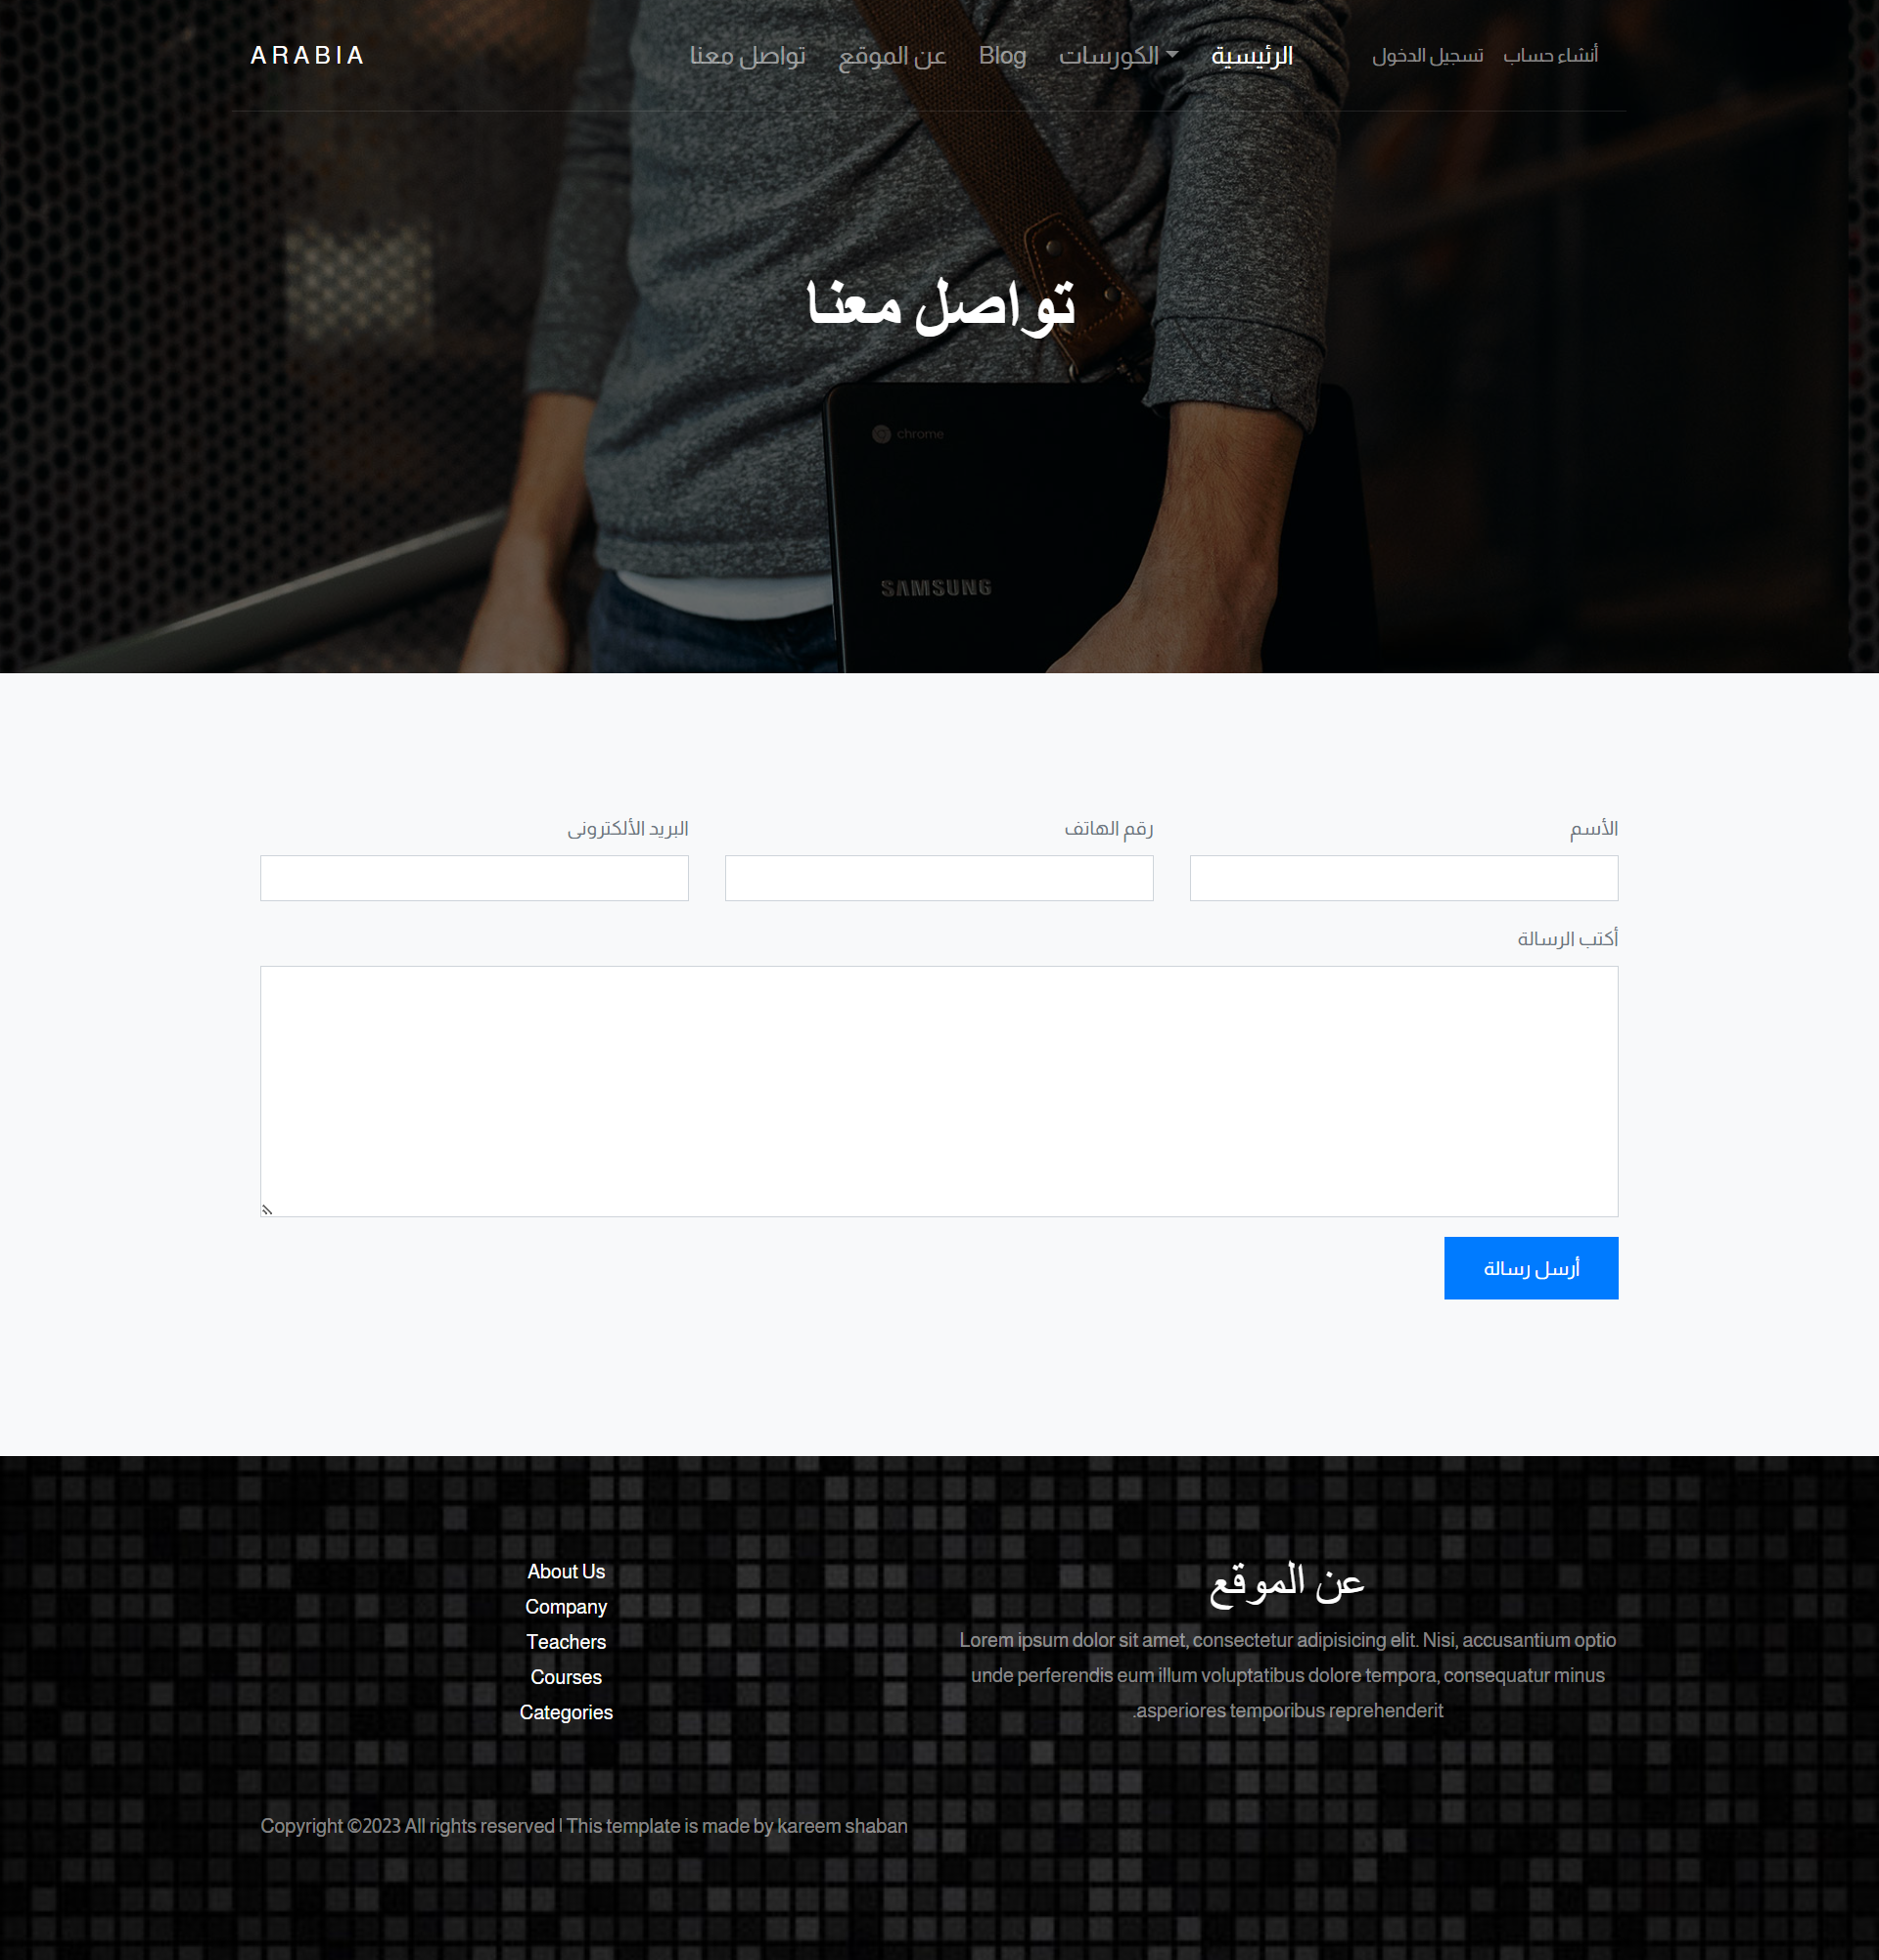 أنشاء حساب
تسجيل الدخول
الرئيسية
الكورسات
Blog
عن الموقع
تواصل معنا
ARABIA
تواصل معنا
chrome
SAMSUNG
الأسم
رقم الهاتف
البريد الألكترونى
أكتب الرسالة
أرسل رسالة
عن الموقع
Lorem ipsum dolor sit amet, consectetur adipisicing elit. Nisi, accusantium optio
unde perferendis eum illum voluptatibus dolore tempora, consequatur minus
asperiores temporibus reprehenderit.
About Us
Company
Teachers
Courses
Categories
Copyright ©2023 All rights reserved | This template is made by kareem shaban